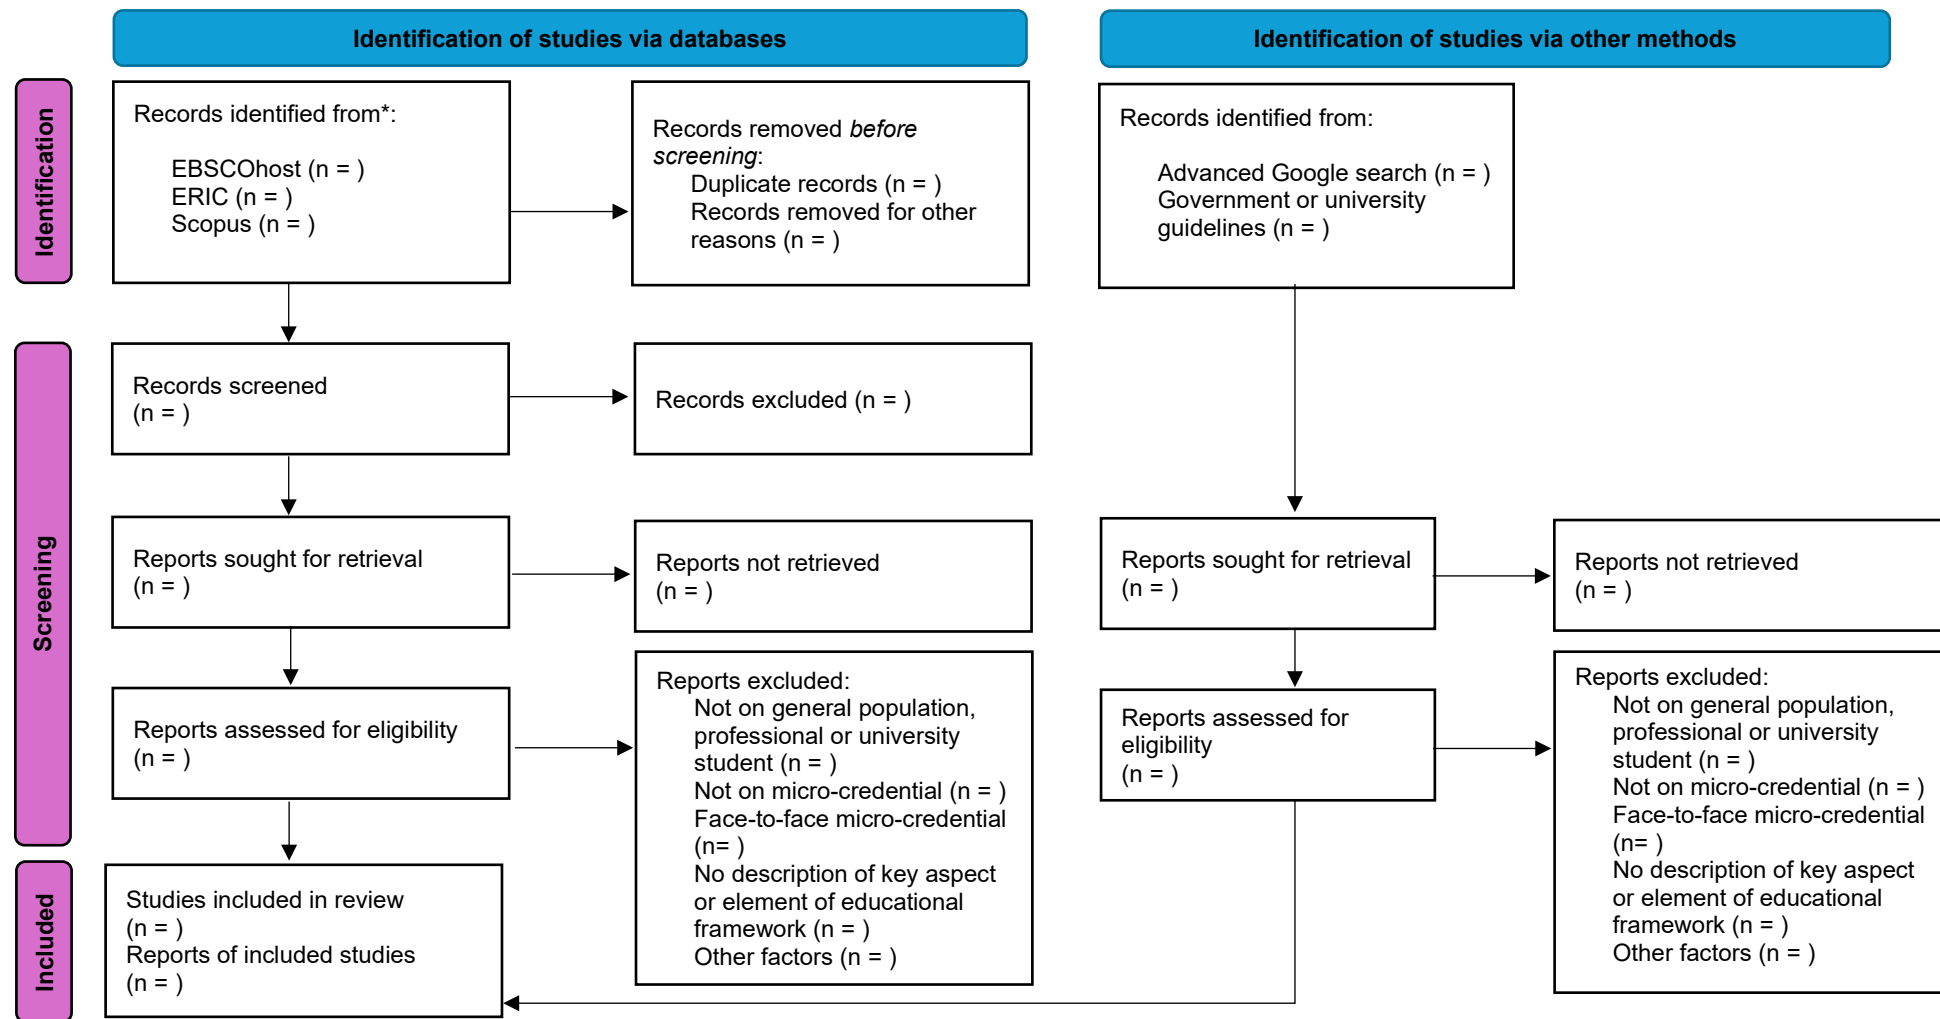 Identification of studies via databases
Identification of studies via other methods
Identification
Records identified from*:
EBSCOhost (n = )
ERIC (n = )
Scopus (n = )
Records removed before
screening:
Duplicate records (n = )
Records removed for other
reasons (n = )
Records identified from:
Advanced Google search (n = )
Government or university
guidelines (n = )
Screening
Records screened
(n = )
Records excluded (n = )
Reports sought for retrieval
(n = )
Reports not retrieved
(n = )
Reports sought for retrieval
(n = )
Reports not retrieved
(n = )
Reports assessed for eligibility
(n = )
Reports excluded:
Not on general population,
professional or university
student (n = )
Not on micro-credential (n = )
Face-to-face micro-credential
(n= )
No description of key aspect
or element of educational
framework (n = )
Other factors (n = )
Reports assessed for
eligibility
(n = )
Reports excluded:
Not on general population,
professional or university
student (n = )
Not on micro-credential (n = )
Face-to-face micro-credential
(n= )
No description of key aspect
or element of educational
framework (n = )
Other factors (n = )
Included
Studies included in review
(n = )
Reports of included studies
(n = )